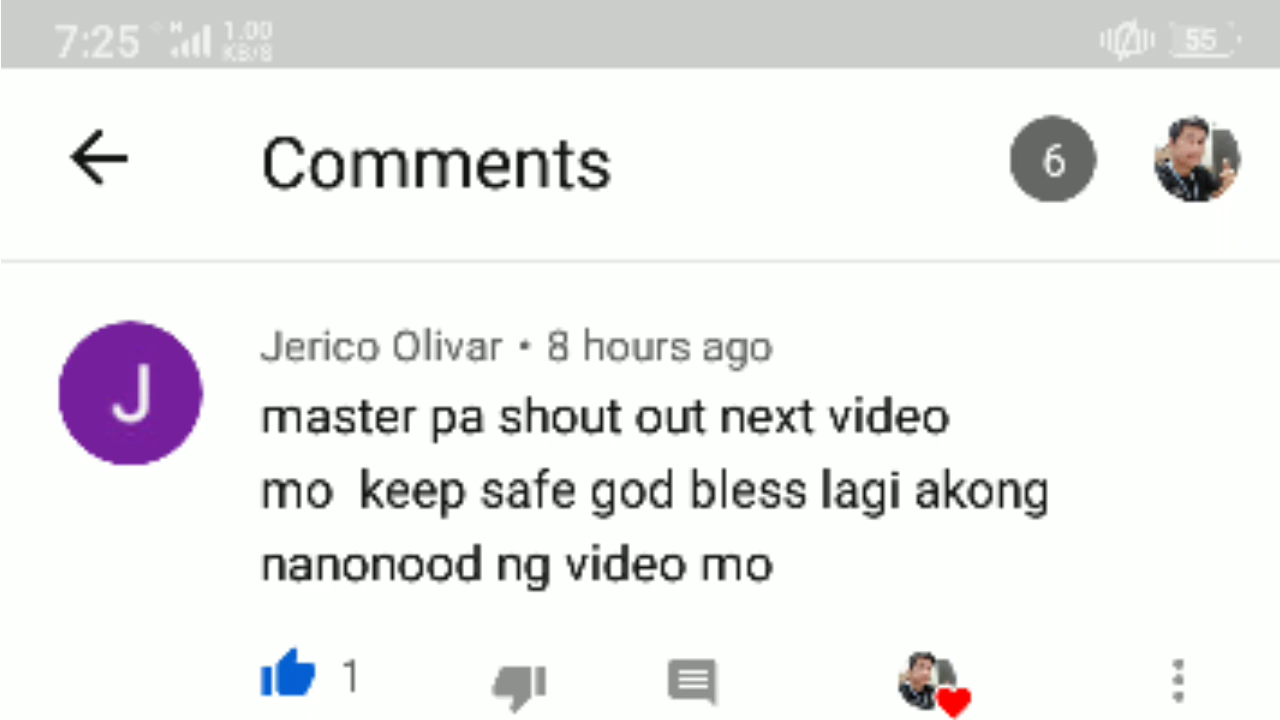 7:25 H 1.00
KB/S 55
Comments 6
J
Jerico Olivar • 8 hours ago
master pa shout out next video
mo keep safe god bless lagi akong
nanonood ng video mo
1